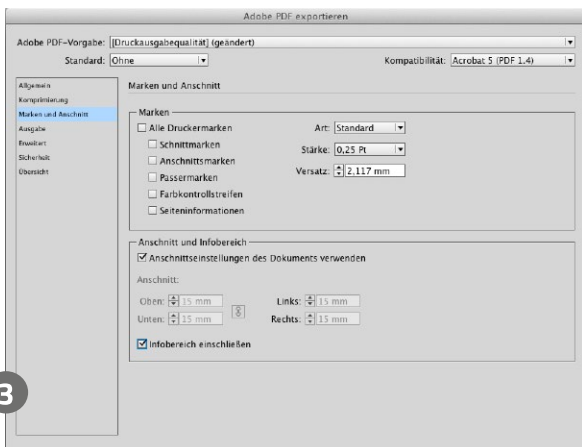 Adobe PDF exportieren
Adobe PDF-Vorgabe: [Druckausgabequalität] (geändert)
Standard: Ohne Kompatibilität: Acrobat 5 (PDF 1.4)
Allgemein
Komprimierung
Marken und Anschnitt
Ausgabe
Erweitert
Sicherheit
Übersicht
Marken und Anschnitt
Marken
Alle Druckermarken Art: Standard
Schnittmarken Stärke: 0,25 Pt
Anschnittsmarken Versatz: 2,117 mm
Passermarken
Farbkontrollstreifen
Seiteninformationen
Anschnitt und Infobereich
Anschnittseinstellungen des Dokuments verwenden
Anschnitt:
Oben: 15 mm Links: 15 mm
Unten: 15 mm Rechts: 15 mm
Infobereich einschließen
3